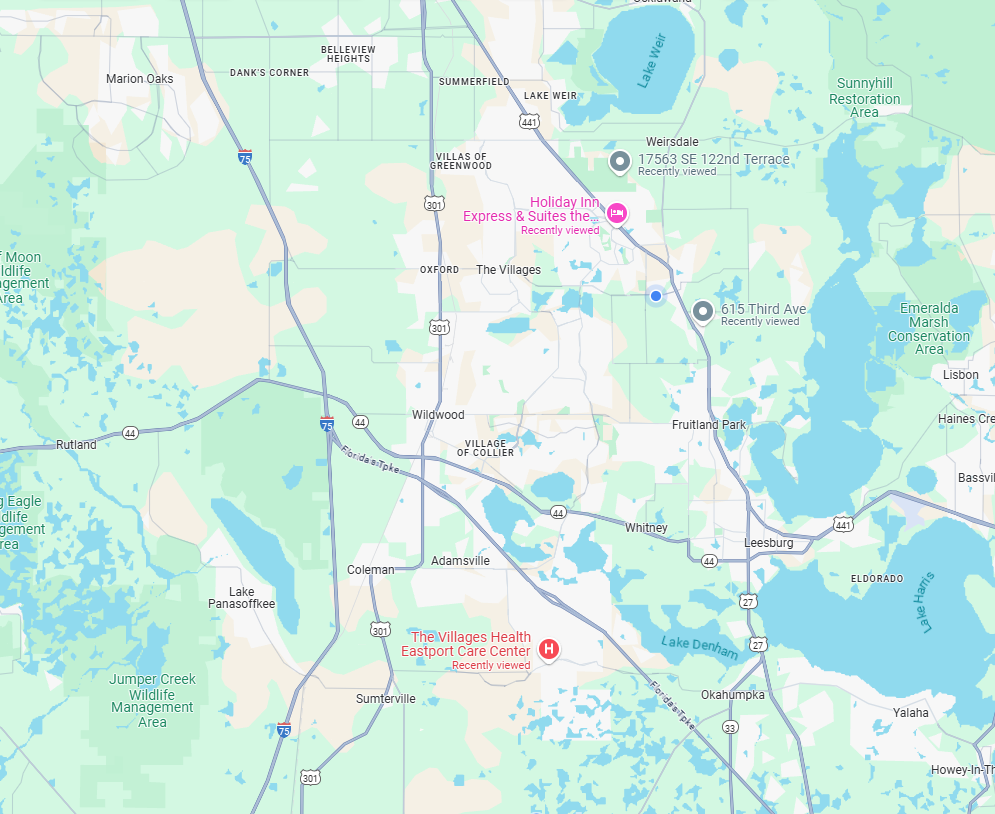 BELLEVIEW
HEIGHTS
Marion Oaks
DANK'S CORNER
SUMMERFIELD
LAKE WEIR
Lake Weir
Sunnyhill
Restoration
Area
441
Weirsdale
75
VILLAS OF
GREENWOOD
17563 SE 122nd Terrace
Recently viewed
301
Holiday Inn
Express & Suites the...
Recently viewed
f Moon
ildlife
agement
Area
OXFORD
The Villages
615 Third Ave
Recently viewed
Emeralda
Marsh
Conservation
Area
301
Lisbon
Wildwood
75
44
44
Rutland
Florida's Tpke
VILLAGE
OF COLLIER
Fruitland Park
Haines Cre
Bassvil
g Eagle
ildlife
gement
rea
44
Whitney
441
Leesburg
44
Coleman
Adamsville
ELDORADO
Lake
Panasoffkee
27
Lake Harris
301
The Villages Health
Eastport Care Center
Recently viewed
H
Lake Denham
27
Jumper Creek
Wildlife
Management
Area
Sumterville
Florida's Tpke
Okahumpka
Yalaha
75
33
301
Howey-In-Th